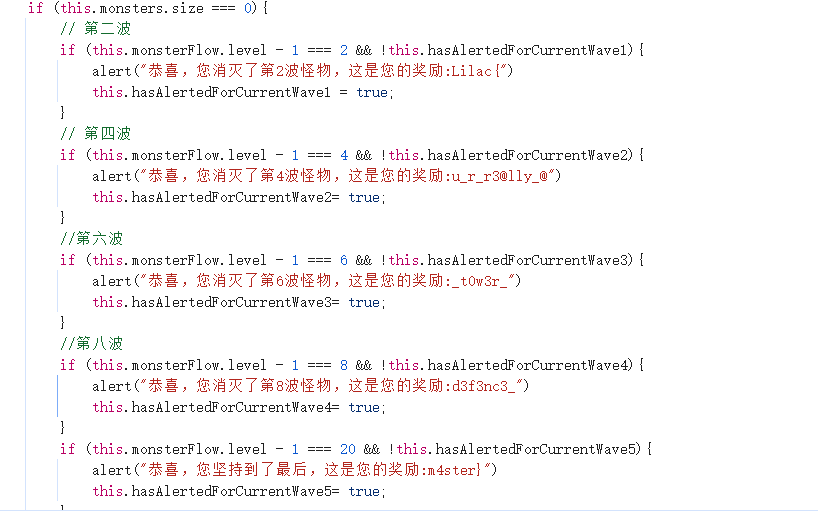 if (this.monsters.size === 0){
// 第二波
if (this.monsterFlow.level - 1 === 2 && !this.hasAlertedForCurrentWave1){
alert("恭喜，您消灭了第2波怪物，这是您的奖励:Lilac{")
this.hasAlertedForCurrentWave1 = true;
}
// 第四波
if (this.monsterFlow.level - 1 === 4 && !this.hasAlertedForCurrentWave2){
alert("恭喜，您消灭了第4波怪物，这是您的奖励:u_r_r3@lly_@")
this.hasAlertedForCurrentWave2= true;
}
//第六波
if (this.monsterFlow.level - 1 === 6 && !this.hasAlertedForCurrentWave3){
alert("恭喜，您消灭了第6波怪物，这是您的奖励:_t0w3r_")
this.hasAlertedForCurrentWave3= true;
}
//第八波
if (this.monsterFlow.level - 1 === 8 && !this.hasAlertedForCurrentWave4){
alert("恭喜，您消灭了第8波怪物，这是您的奖励:d3f3nc3_")
this.hasAlertedForCurrentWave4= true;
}
if (this.monsterFlow.level - 1 === 20 && !this.hasAlertedForCurrentWave5){
alert("恭喜，您坚持到了最后，这是您的奖励:m4ster}")
this.hasAlertedForCurrentWave5= true;
}